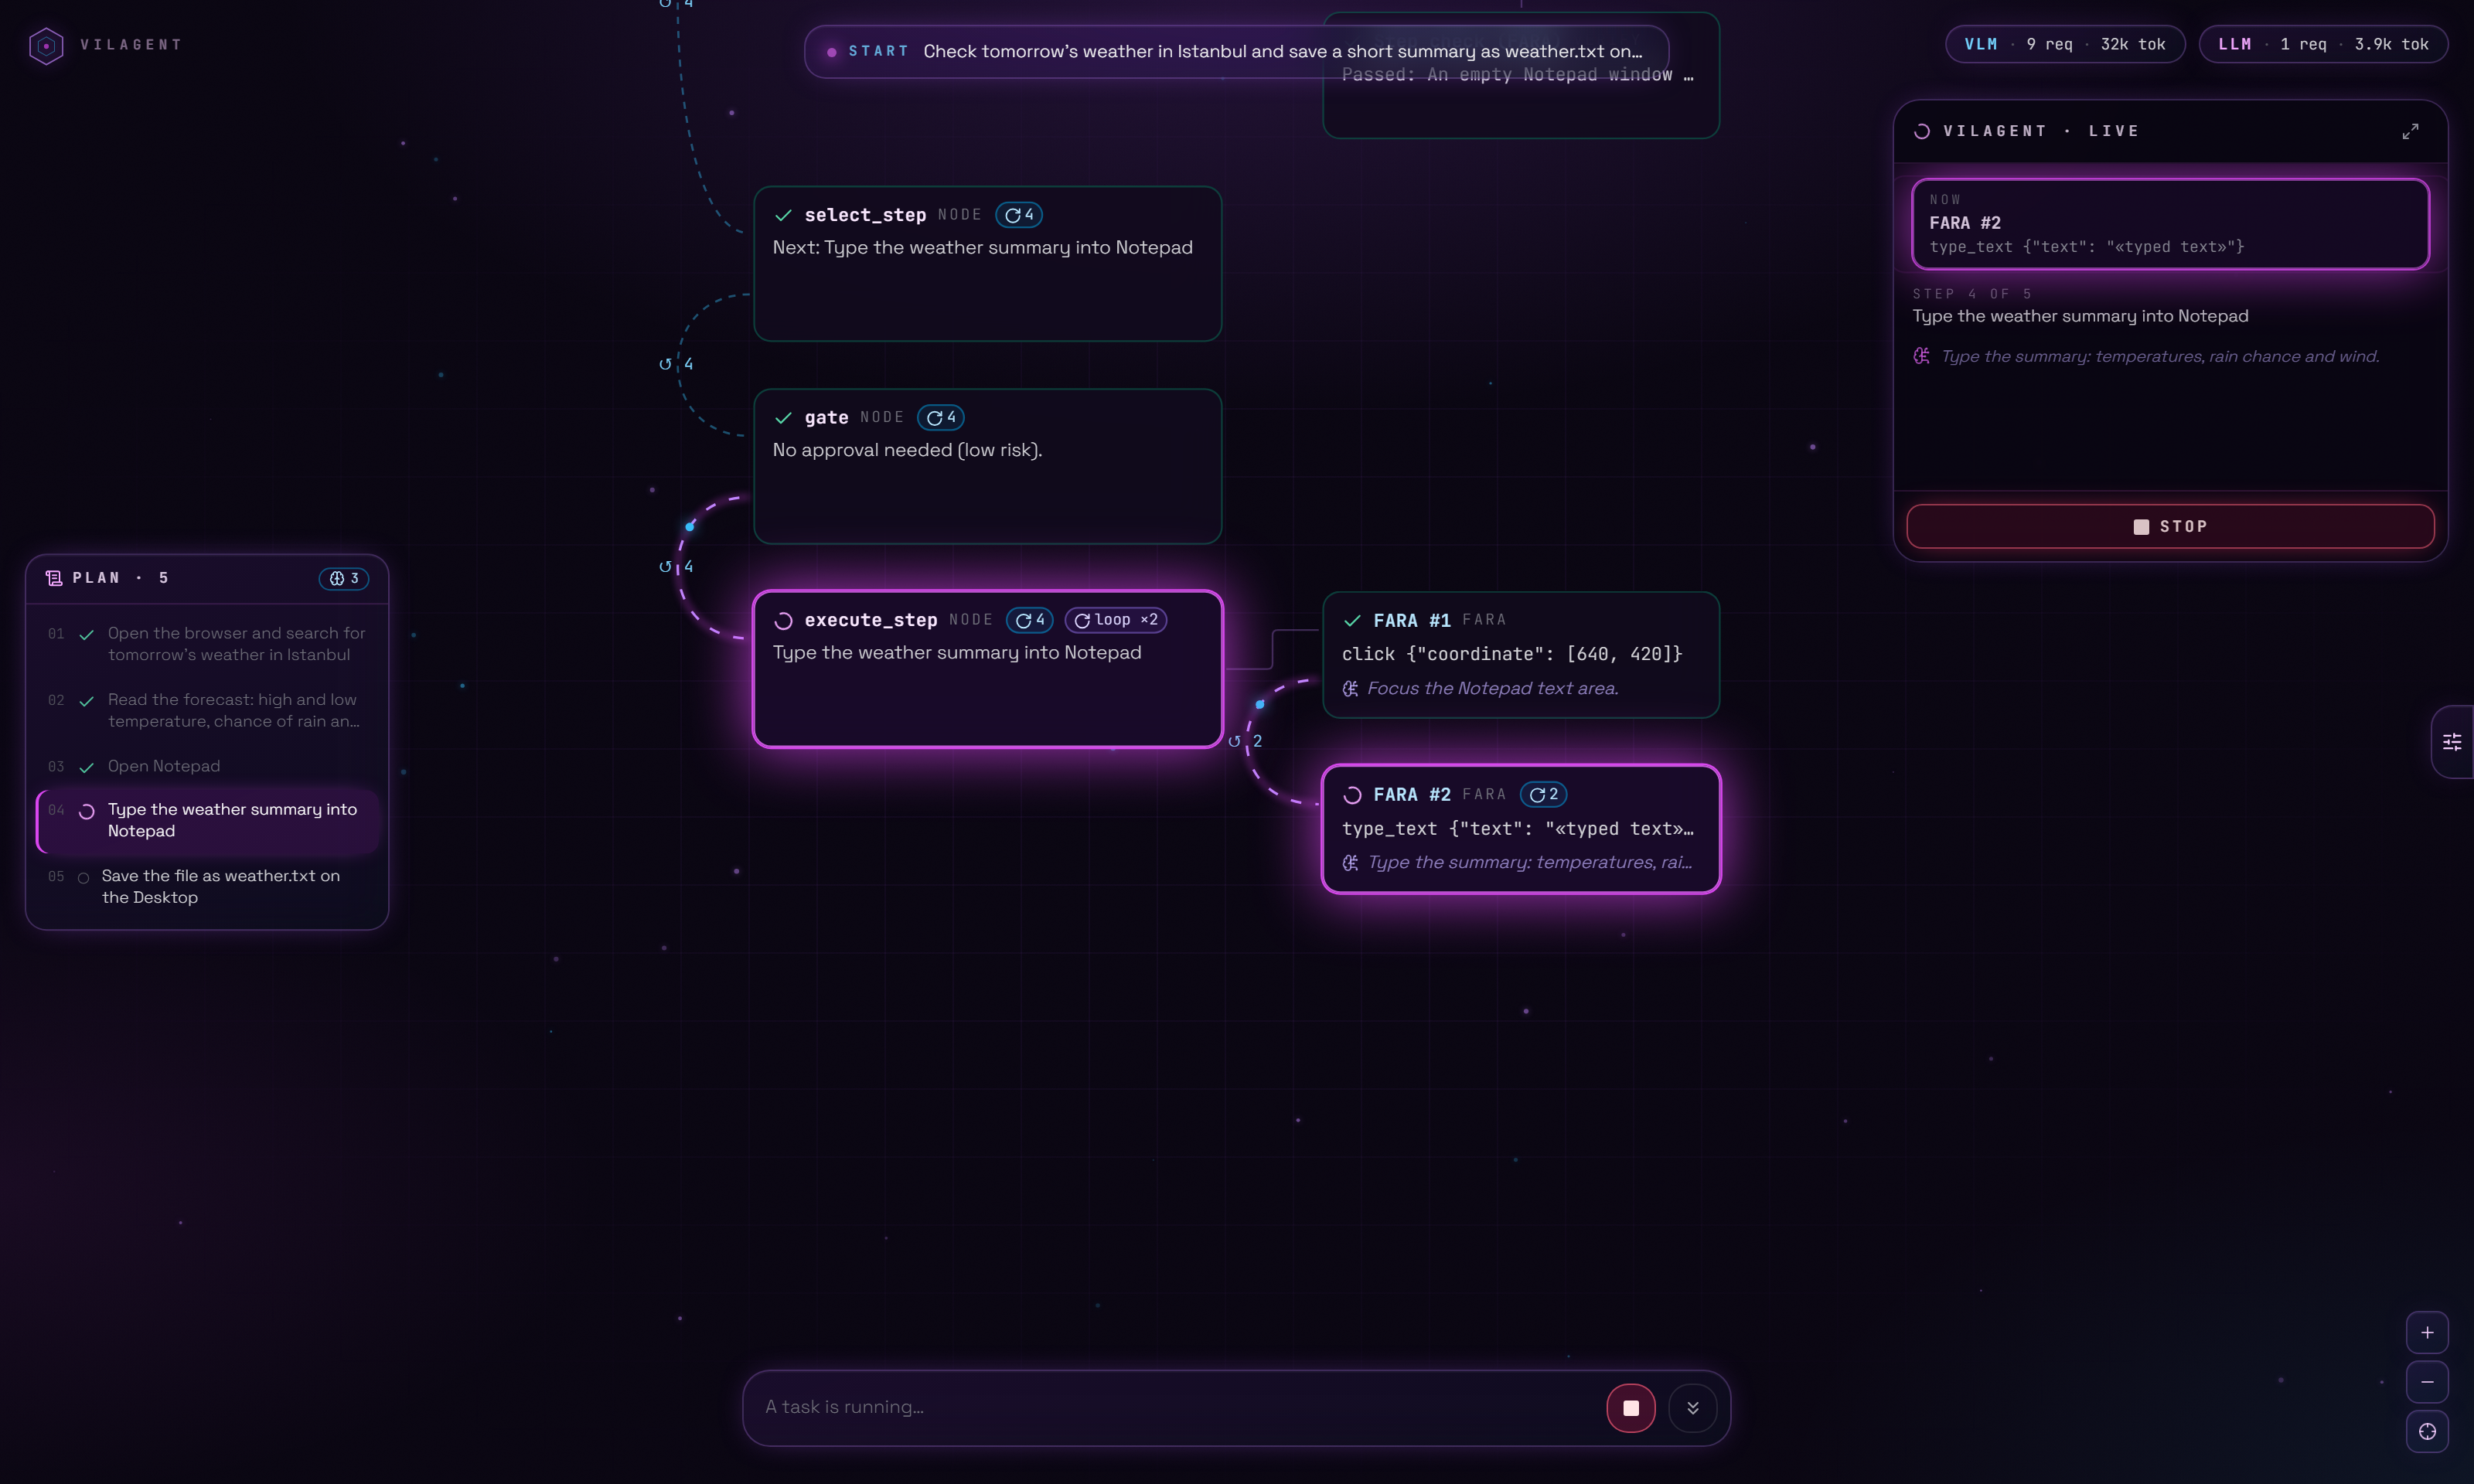 VILAGENT
START Check tomorrow's weather in Istanbul and save a short summary as weather.txt on…
VLM · 9 req · 32k tok
LLM · 1 req · 3.9k tok
↺ 4
Passed: An empty Notepad window …
VILAGENT · LIVE
NOW
FARA #2
type_text {"text": "«typed text»"}
STEP 4 OF 5
Type the weather summary into Notepad
Type the summary: temperatures, rain chance and wind.
STOP
select_step NODE 4
Next: Type the weather summary into Notepad
↺ 4
gate NODE 4
No approval needed (low risk).
↺ 4
execute_step NODE 4 loop ×2
Type the weather summary into Notepad
FARA #1 FARA
click {"coordinate": [640, 420]}
Focus the Notepad text area.
↺ 2
FARA #2 FARA 2
type_text {"text": "«typed text»…
Type the summary: temperatures, rai…
PLAN · 5 3
01 Open the browser and search for
tomorrow's weather in Istanbul
02 Read the forecast: high and low
temperature, chance of rain an…
03 Open Notepad
04 Type the weather summary into
Notepad
05 Save the file as weather.txt on
the Desktop
A task is running…